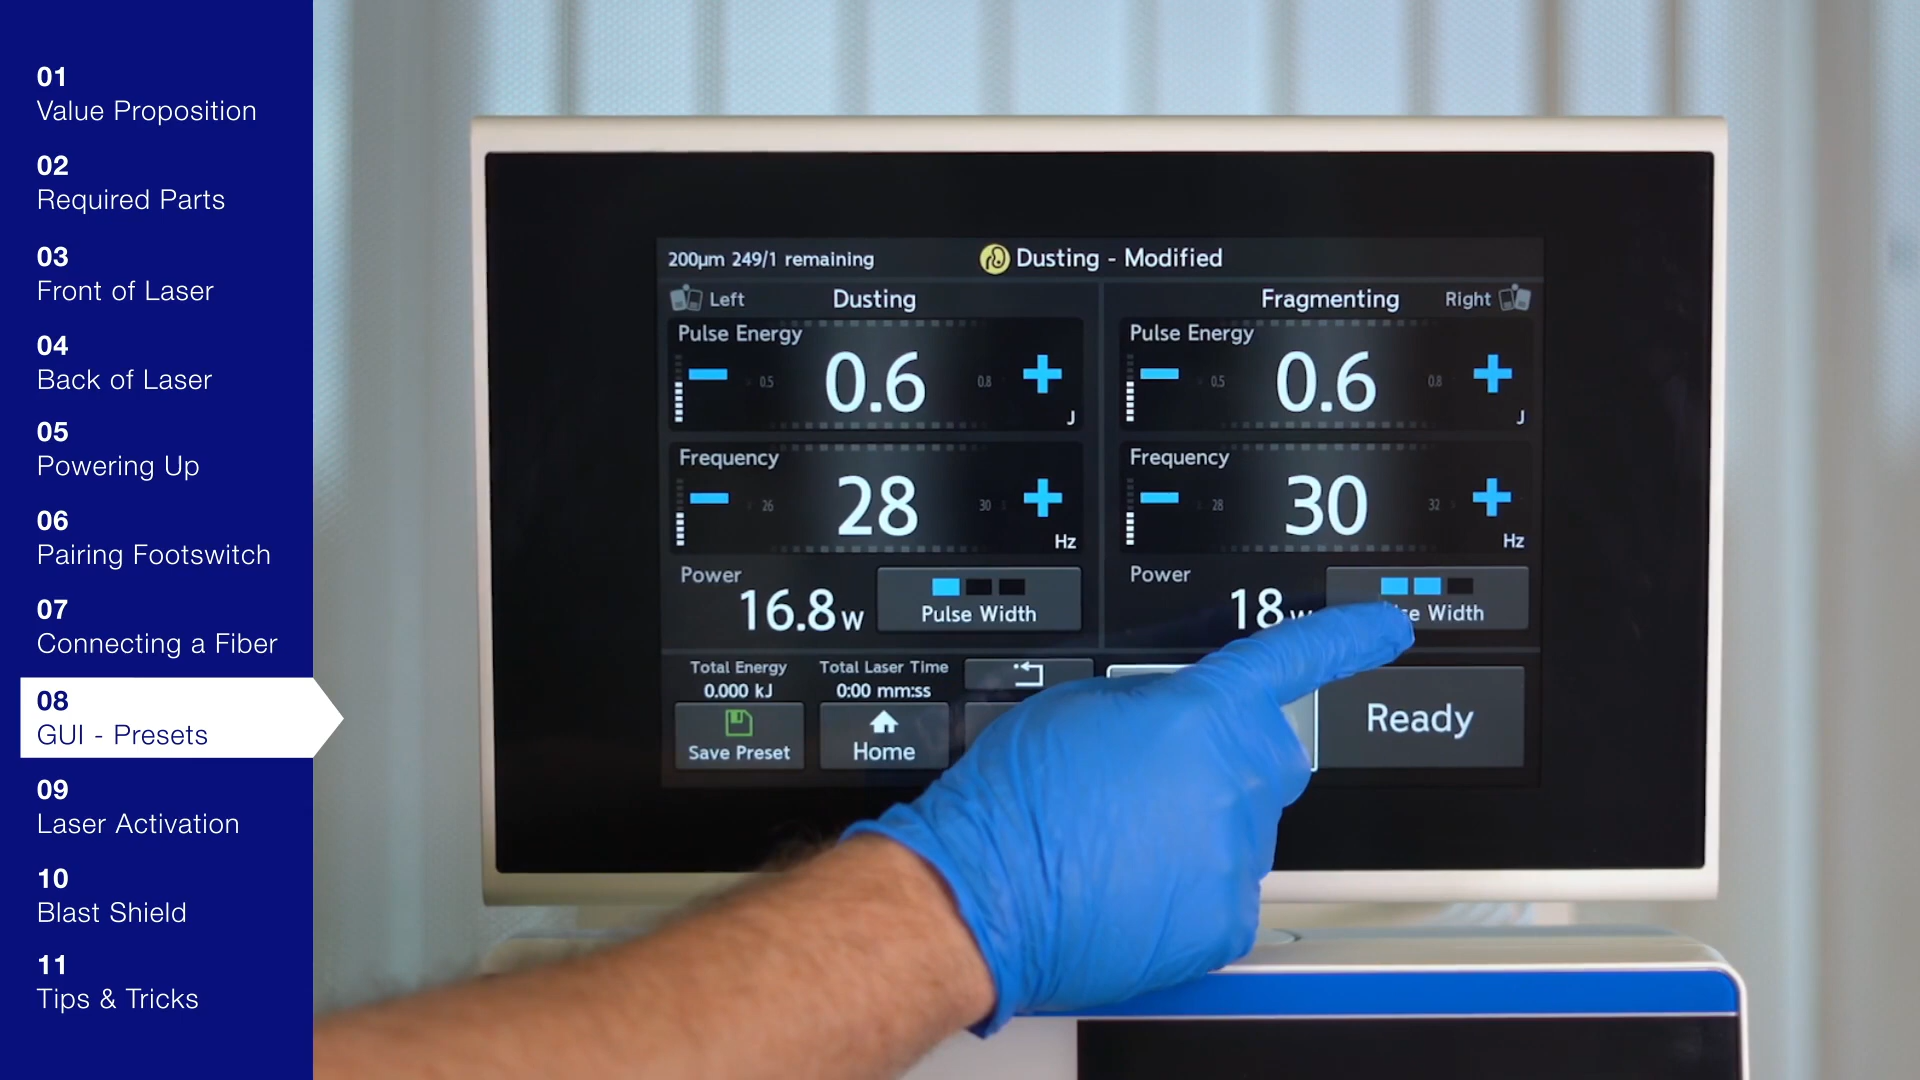 01
Value Proposition
02
Required Parts
03
Front of Laser
04
Back of Laser
05
Powering Up
06
Pairing Footswitch
07
Connecting a Fiber
08
GUI - Presets
09
Laser Activation
10
Blast Shield
11
Tips & Tricks
200µm 249/1 remaining
Dusting - Modified
Left Dusting
Pulse Energy
0.5 0.6 0.8
J
Frequency
26 28 30
Hz
Power
16.8 W
Pulse Width
Fragmenting Right
Pulse Energy
0.5 0.6 0.8
J
Frequency
28 30 32
Hz
Power
18 W
Width
Total Energy
0.000 kJ
Total Laser Time
0:00 mm:ss
Save Preset
Home
Ready